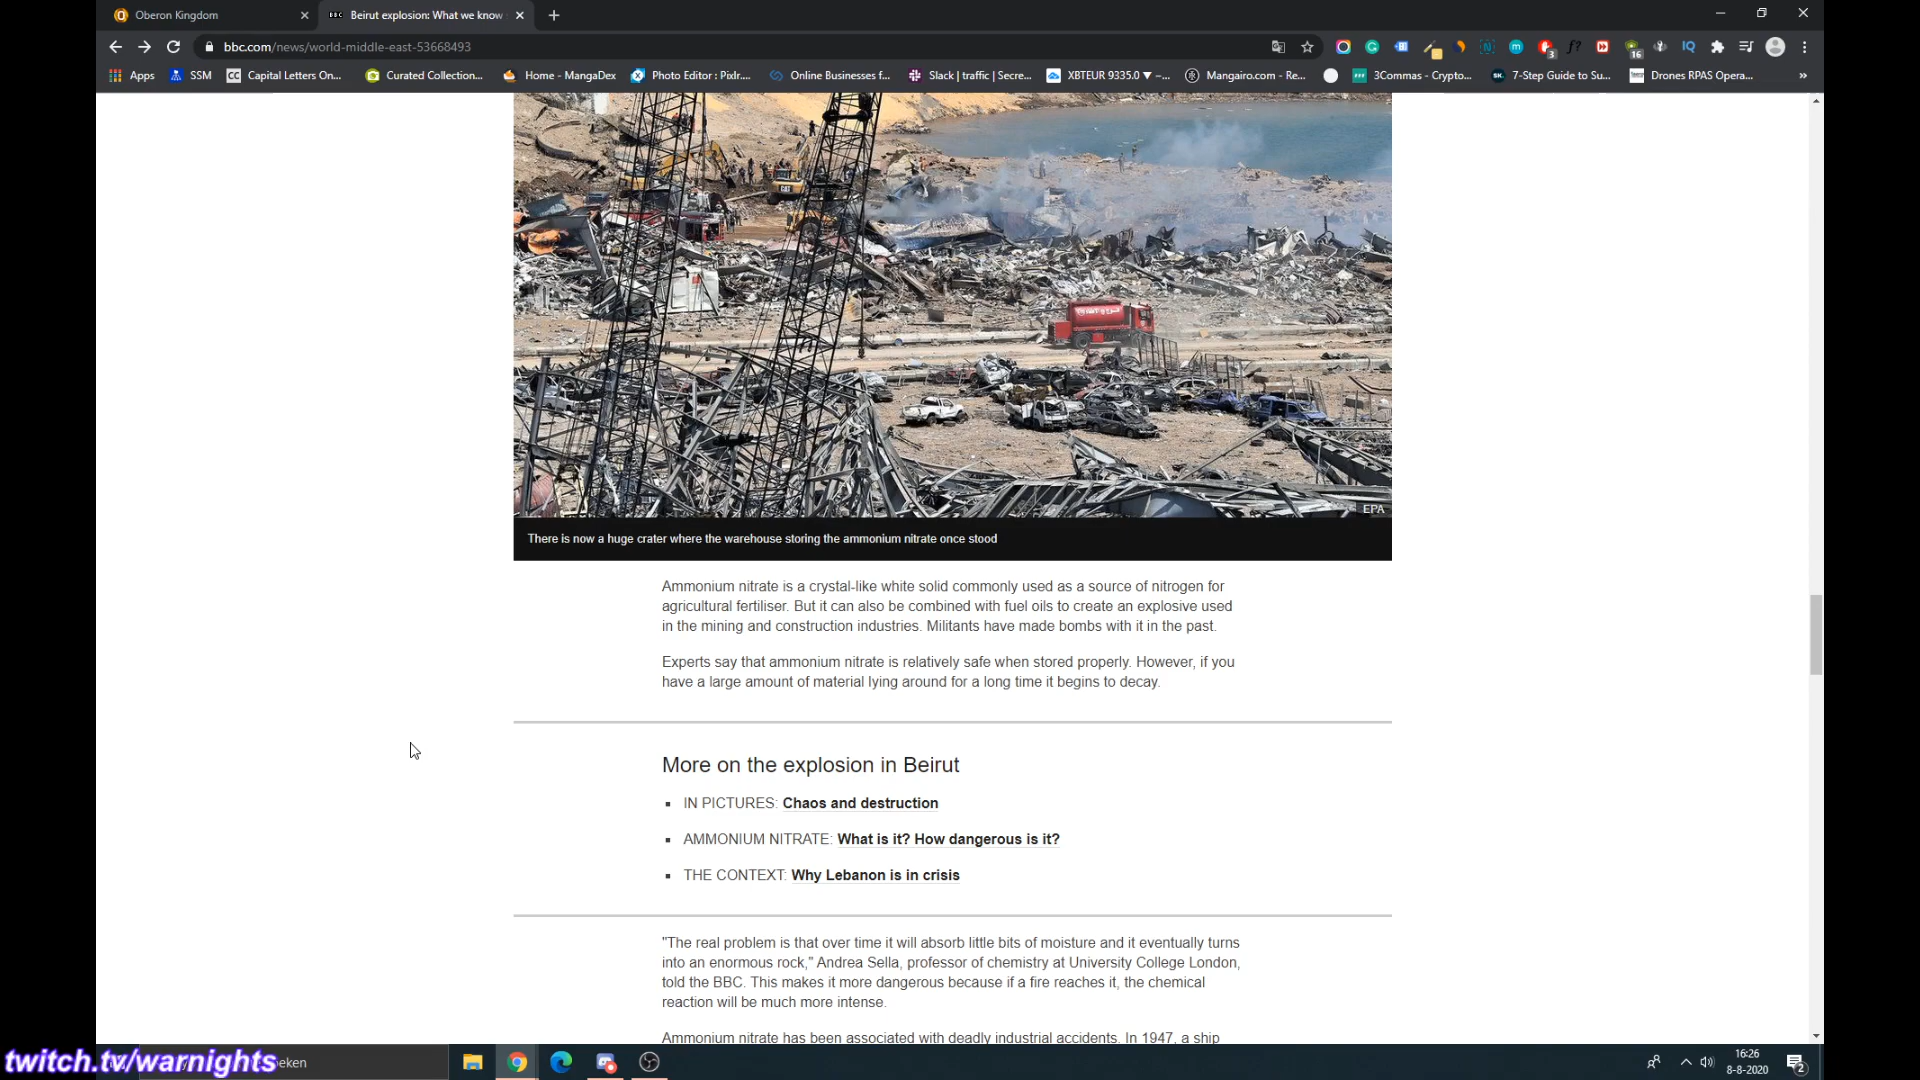 Oberon Kingdom
BBC Beirut explosion: What we know
bbc.com/news/world-middle-east-53668493
3
16
Apps SSM Capital Letters On... Curated Collection... Home - MangaDex Photo Editor : Pixlr... Online Businesses f... Slack | traffic | Secre... XBTEUR 9335.0 ▼ –... Mangairo.com - Re... 3Commas - Crypto... 7-Step Guide to Su... Drones RPAS Opera... »
CAT
EPA
There is now a huge crater where the warehouse storing the ammonium nitrate once stood
Ammonium nitrate is a crystal-like white solid commonly used as a source of nitrogen for
agricultural fertiliser. But it can also be combined with fuel oils to create an explosive used
in the mining and construction industries. Militants have made bombs with it in the past.
Experts say that ammonium nitrate is relatively safe when stored properly. However, if you
have a large amount of material lying around for a long time it begins to decay.
More on the explosion in Beirut
IN PICTURES: Chaos and destruction
AMMONIUM NITRATE: What is it? How dangerous is it?
THE CONTEXT: Why Lebanon is in crisis
"The real problem is that over time it will absorb little bits of moisture and it eventually turns
into an enormous rock," Andrea Sella, professor of chemistry at University College London,
told the BBC. This makes it more dangerous because if a fire reaches it, the chemical
reaction will be much more intense.
Ammonium nitrate has been associated with deadly industrial accidents. In 1947, a ship
twitch.tv/warnights
eken
16:26
8-8-2020
2